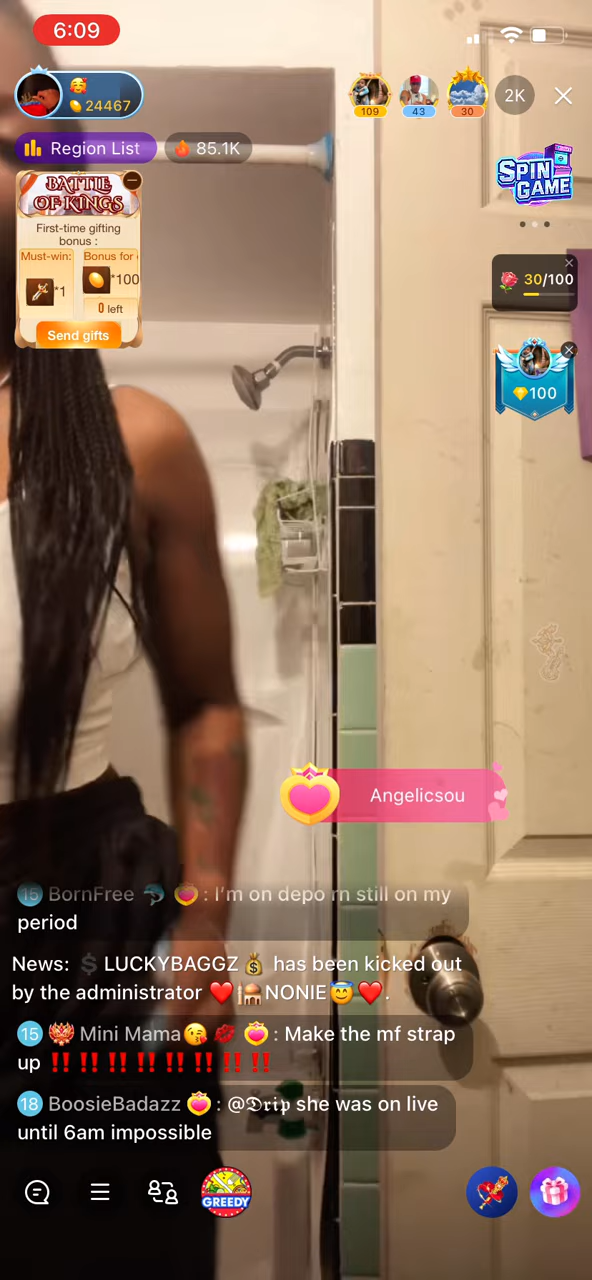 6:09
🥰
24467
109
43
30
2K
Region List
85.1K
SPIN GAME
BATTLE
OF KINGS
First-time gifting
bonus :
Must-win:
Bonus for
*1
*100
0 left
Send gifts
30/100
100
Angelicsou
15 BornFree 🐬 : I'm on depo rn still on my
period
News: 💲LUCKYBAGGZ💰 has been kicked out
by the administrator ❤️🕌NONIE😇❤️.
15 Mini Mama😘💋 : Make the mf strap
up ‼️‼️‼️‼️‼️‼️‼️‼️
18 BoosieBadazz : @𝕯𝖗𝖎𝖕 she was on live
until 6am impossible
GREEDY